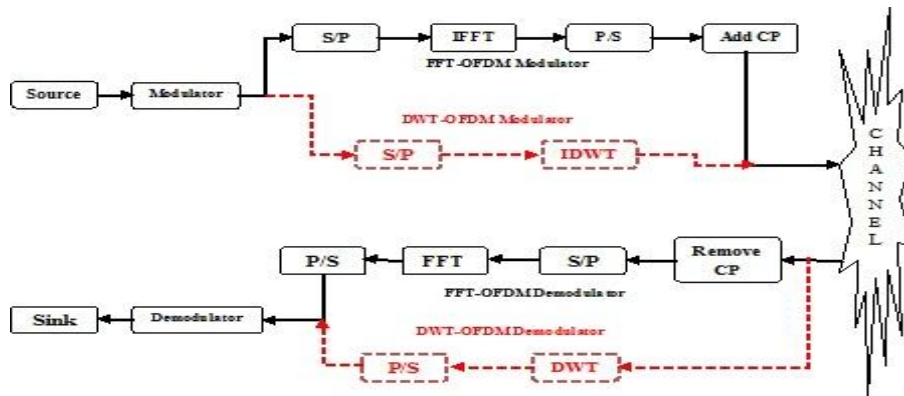 S/P
IFFT
P/S
Add CP
FFT-OFDM Modulator
Source
Modulator
DWT-OFDM Modulator
S/P
IDWT
CHANNEL
P/S
FFT
S/P
Remove
CP
FFT-OFDM Demodulator
Sink
Demodulator
DWT-OFDM Demodulator
P/S
DWT